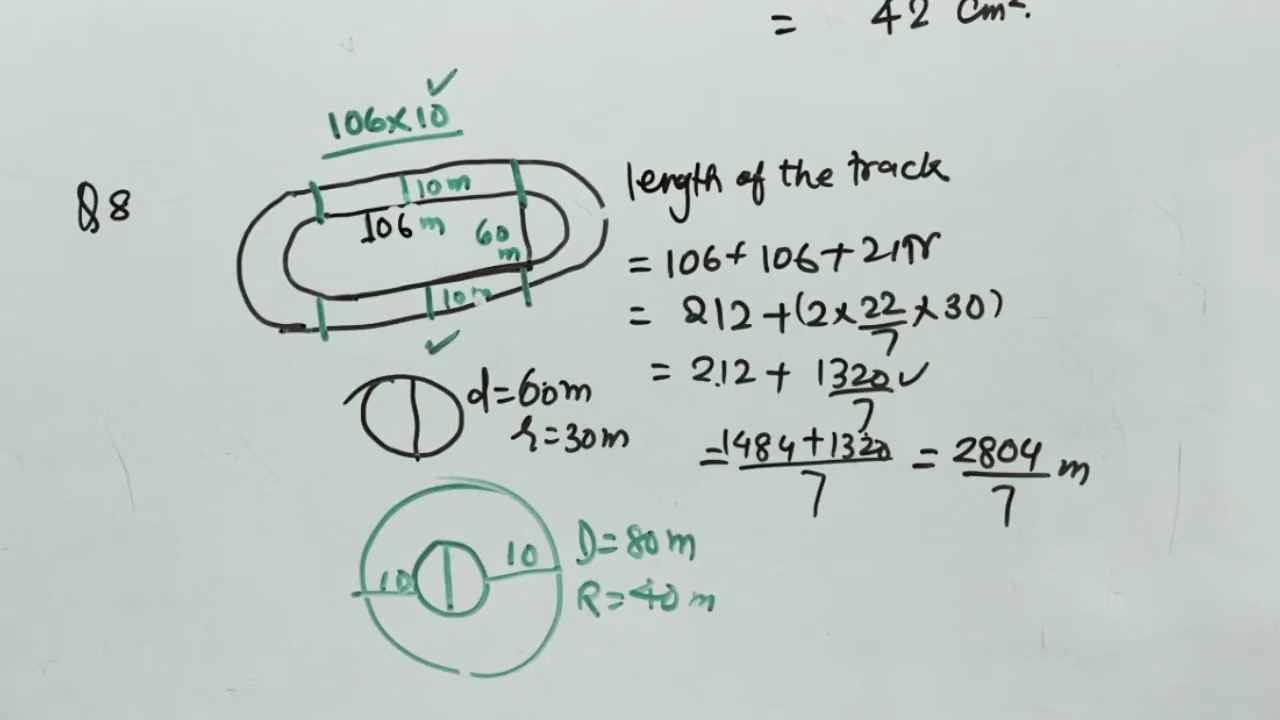 = 42 cm².
106×10 ✓
Q8
10m
106 m
60 m
10m
✓
length of the track
= 106 + 106 + 2πr
= 212 + (2 × 22/7 × 30)
= 212 + 1320/7 ✓
= 1484 + 1320/7 = 2804/7 m
d = 60m
r = 30m
10 10
D = 80 m
R = 40 m